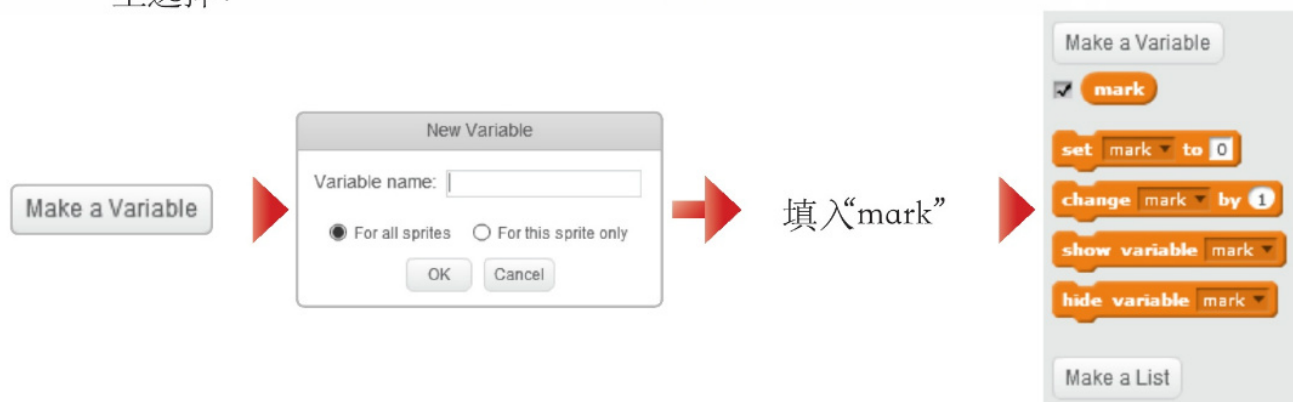 Make a Variable
New Variable
Variable name:
For all sprites For this sprite only
OK Cancel
填入“mark”
Make a Variable
mark
set mark to 0
change mark by 1
show variable mark
hide variable mark
Make a List